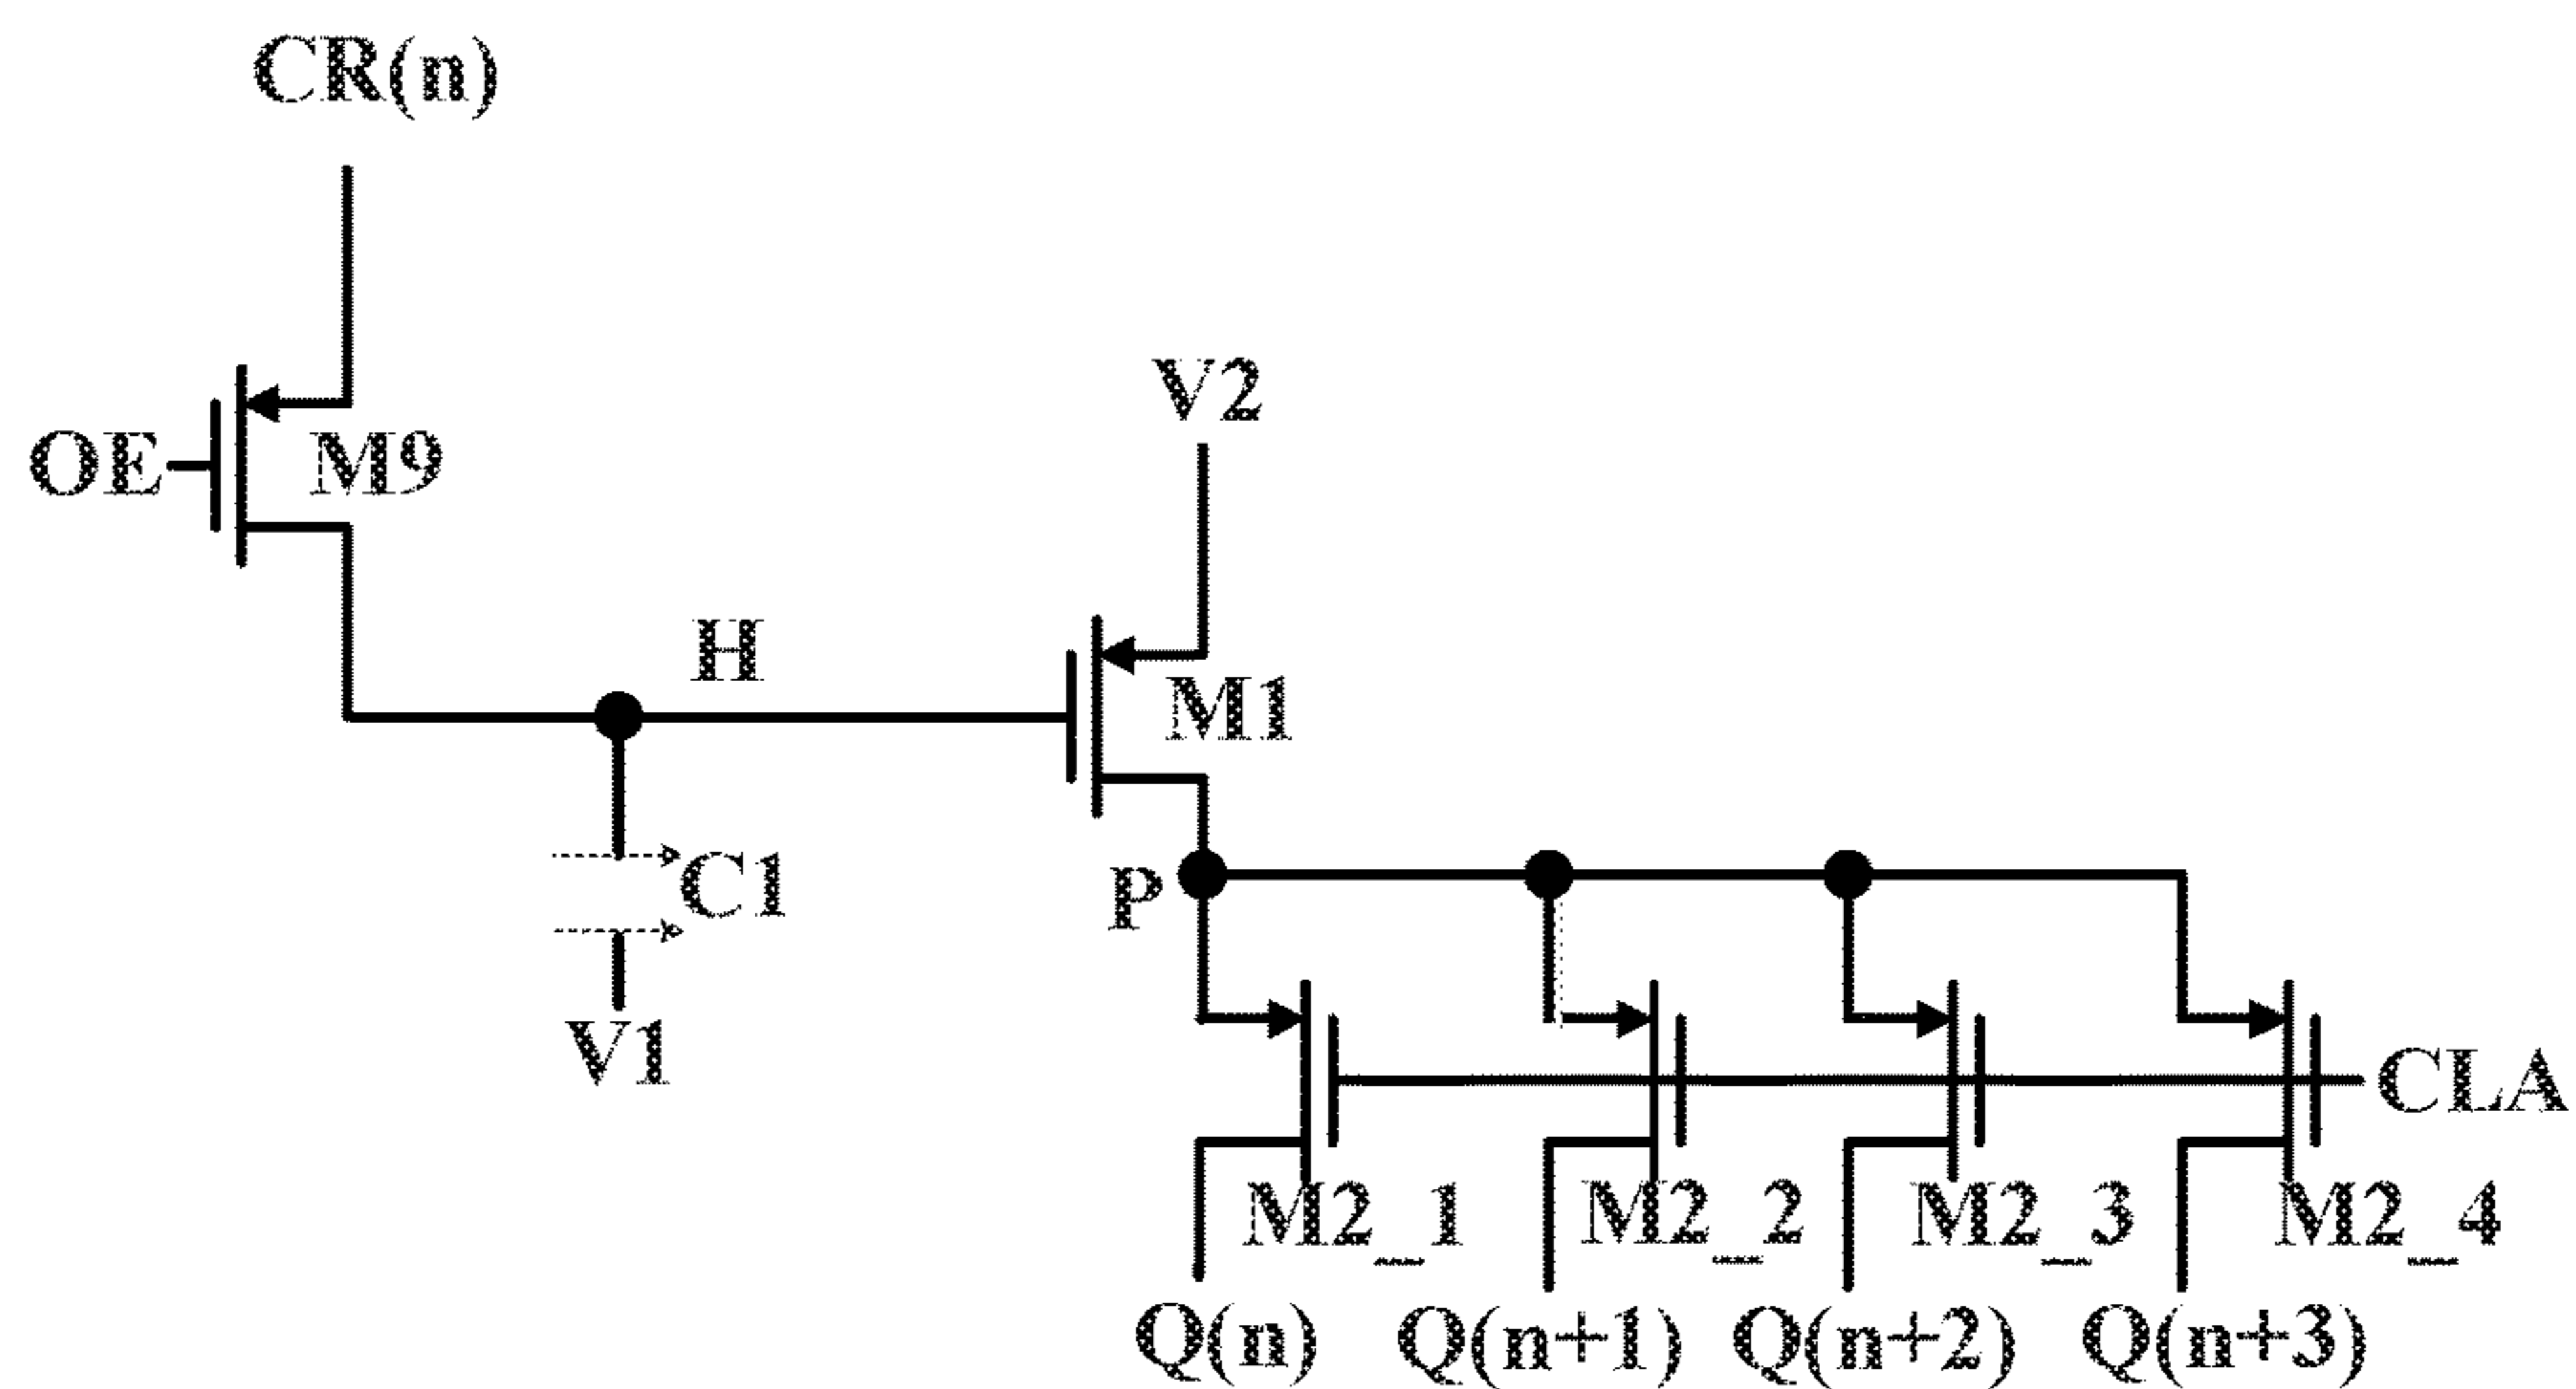 CR(n)
V2
OE
M9
H
M1
C1
P
V1
CLA
M2_1
M2_2
M2_3
M2_4
Q(n)
Q(n+1)
Q(n+2)
Q(n+3)